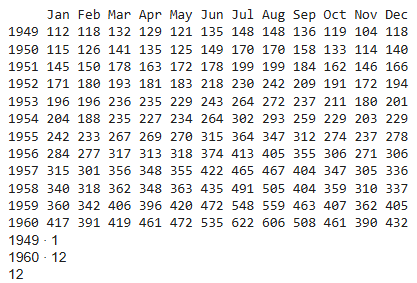 Jan Feb Mar Apr May Jun Jul Aug Sep Oct Nov Dec
1949 112 118 132 129 121 135 148 148 136 119 104 118
1950 115 126 141 135 125 149 170 170 158 133 114 140
1951 145 150 178 163 172 178 199 199 184 162 146 166
1952 171 180 193 181 183 218 230 242 209 191 172 194
1953 196 196 236 235 229 243 264 272 237 211 180 201
1954 204 188 235 227 234 264 302 293 259 229 203 229
1955 242 233 267 269 270 315 364 347 312 274 237 278
1956 284 277 317 313 318 374 413 405 355 306 271 306
1957 315 301 356 348 355 422 465 467 404 347 305 336
1958 340 318 362 348 363 435 491 505 404 359 310 337
1959 360 342 406 396 420 472 548 559 463 407 362 405
1960 417 391 419 461 472 535 622 606 508 461 390 432
1949 · 1
1960 · 12
12